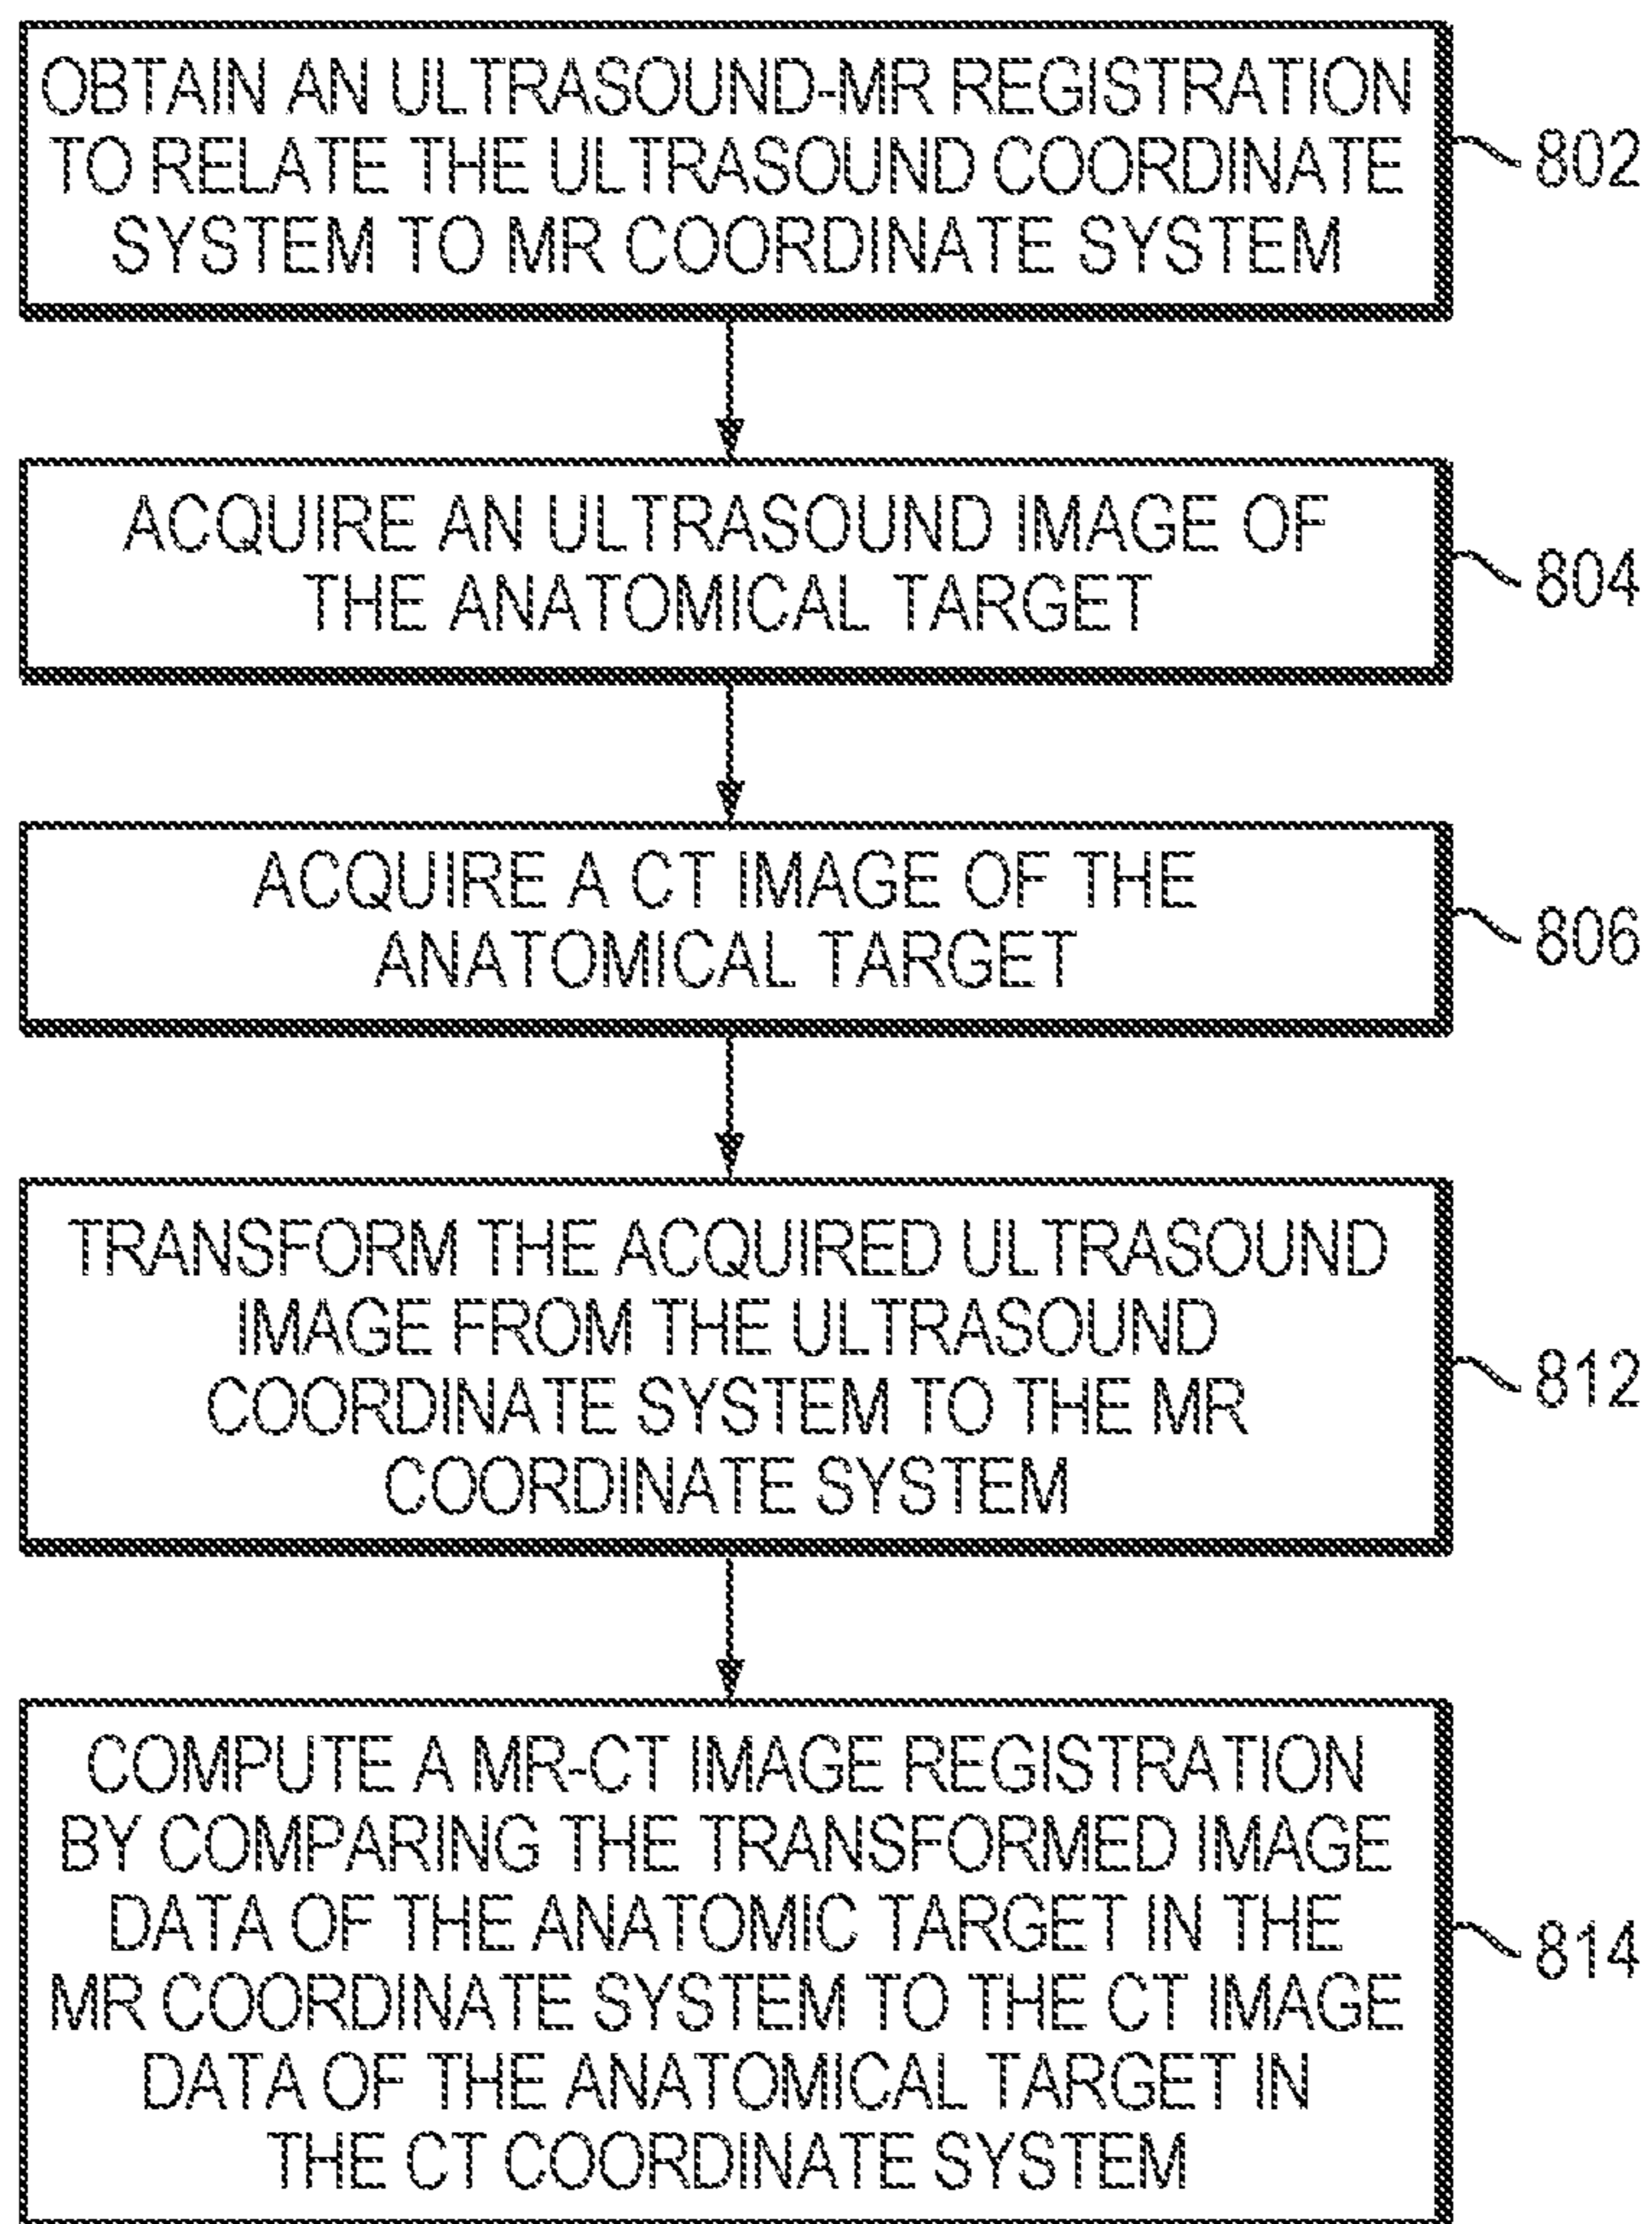 OBTAIN AN ULTRASOUND-MR REGISTRATION
TO RELATE THE ULTRASOUND COORDINATE
SYSTEM TO MR COORDINATE SYSTEM
802
ACQUIRE AN ULTRASOUND IMAGE OF
THE ANATOMICAL TARGET
804
ACQUIRE A CT IMAGE OF THE
ANATOMICAL TARGET
806
TRANSFORM THE ACQUIRED ULTRASOUND
IMAGE FROM THE ULTRASOUND
COORDINATE SYSTEM TO THE MR
COORDINATE SYSTEM
812
COMPUTE A MR-CT IMAGE REGISTRATION
BY COMPARING THE TRANSFORMED IMAGE
DATA OF THE ANATOMIC TARGET IN THE
MR COORDINATE SYSTEM TO THE CT IMAGE
DATA OF THE ANATOMICAL TARGET IN
THE CT COORDINATE SYSTEM
814